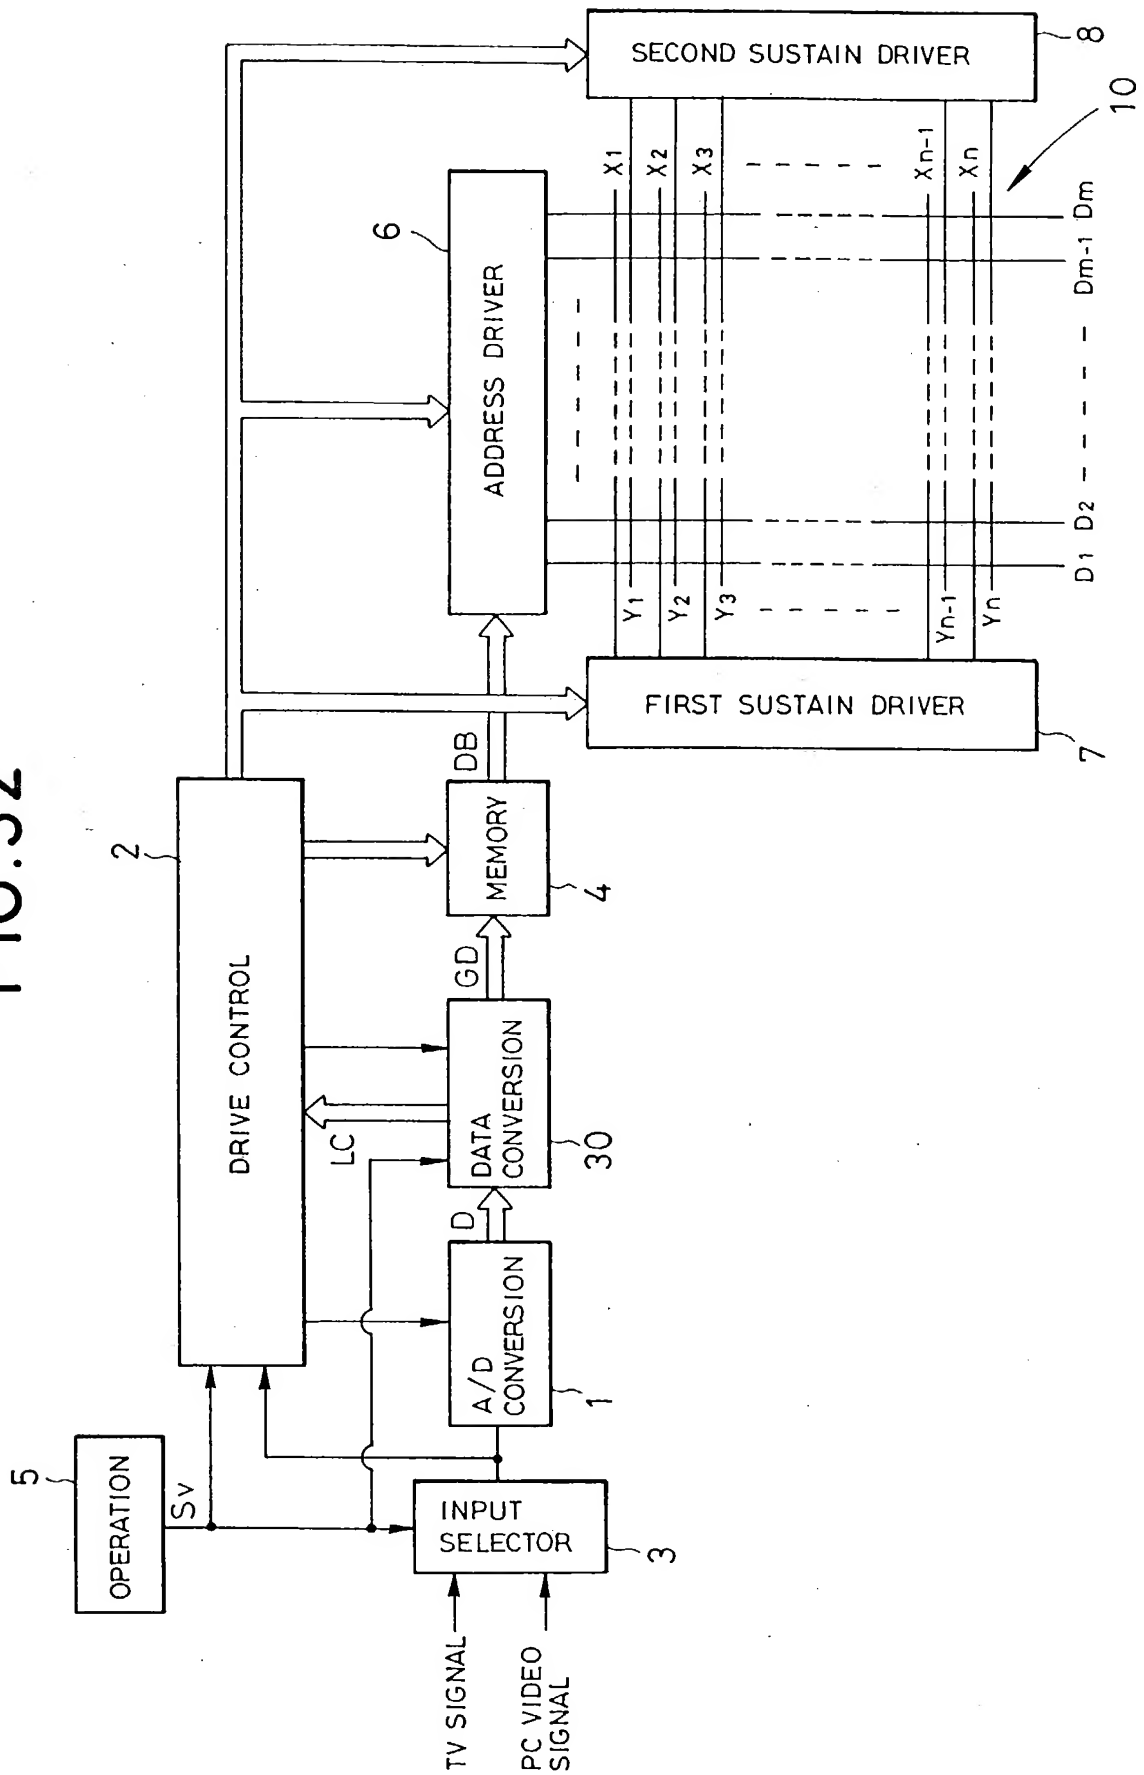 FIG.32
5
OPERATION
Sv
2
DRIVE CONTROL
LC
TV SIGNAL
PC VIDEO
SIGNAL
INPUT
SELECTOR
3
A/D
CONVERSION
1
D
DATA
CONVERSION
30
GD
MEMORY
4
DB
ADDRESS DRIVER
6
FIRST SUSTAIN DRIVER
7
SECOND SUSTAIN DRIVER
8
Y1
Y2
Y3
Yn-1
Yn
X1
X2
X3
Xn-1
Xn
10
D1 D2 Dm-1 Dm